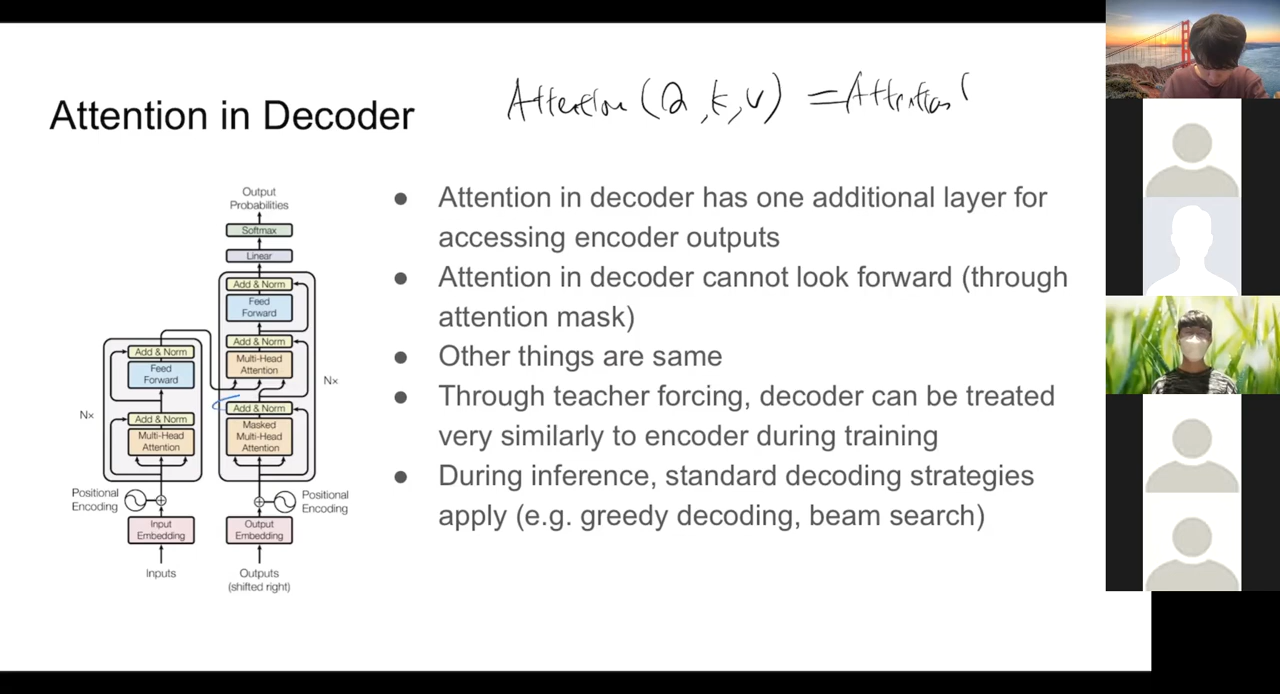 Attention (Q, K, V) = Attention (
Attention in Decoder
Output
Probabilities
Softmax
Linear
Add & Norm
Feed
Forward
Add & Norm
Multi-Head
Attention
Nx
Add & Norm
Masked
Multi-Head
Attention
Add & Norm
Feed
Forward
Nx
Add & Norm
Multi-Head
Attention
Positional
Encoding
Positional
Encoding
Input
Embedding
Output
Embedding
Inputs
Outputs
(shifted right)
● Attention in decoder has one additional layer for
accessing encoder outputs
● Attention in decoder cannot look forward (through
attention mask)
● Other things are same
● Through teacher forcing, decoder can be treated
very similarly to encoder during training
● During inference, standard decoding strategies
apply (e.g. greedy decoding, beam search)